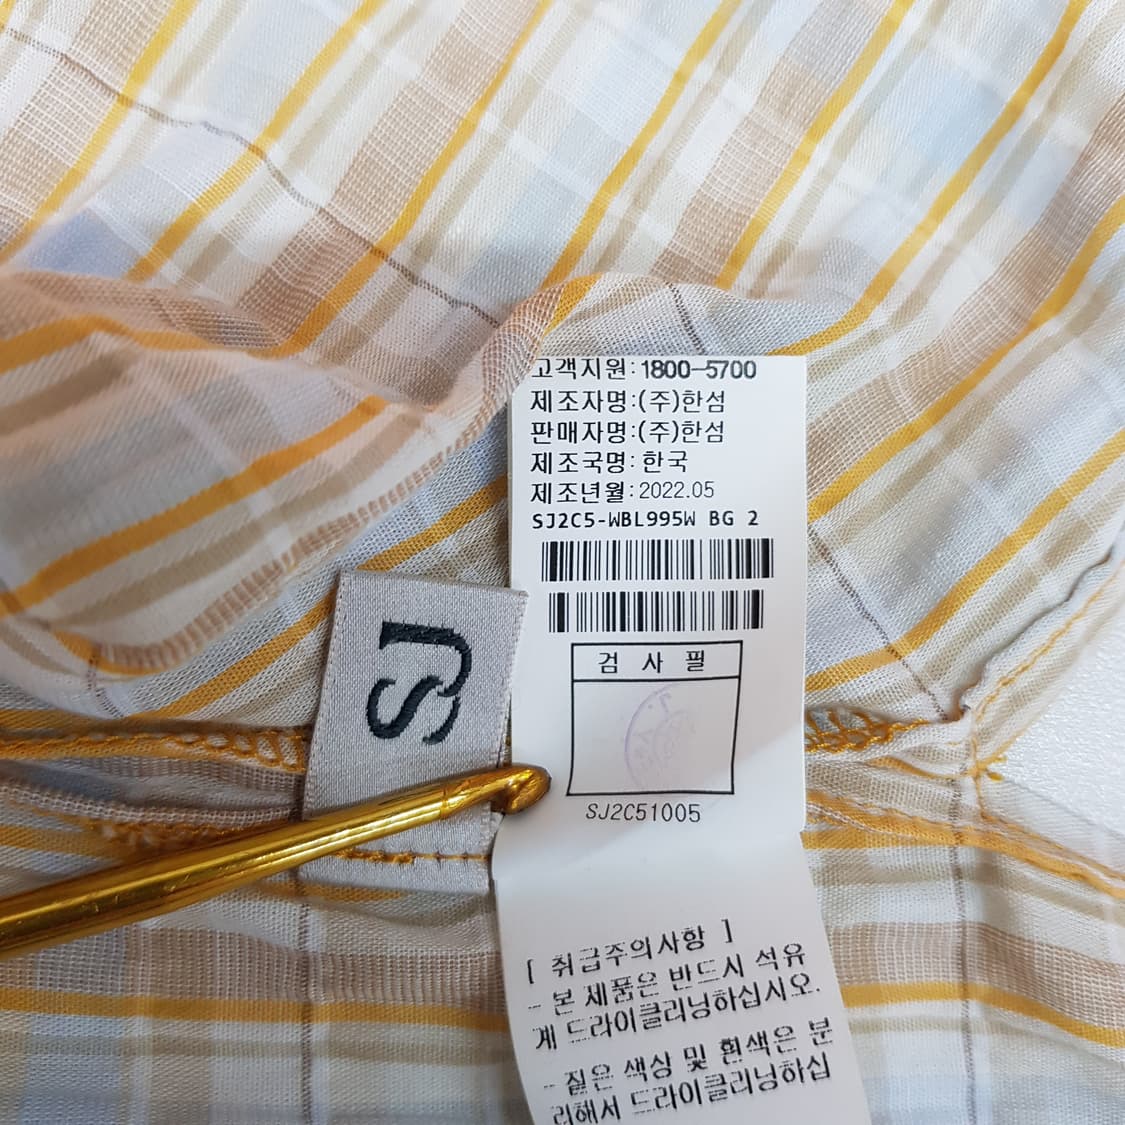 고객지원:1800-5700
제조자명:(주)한섬
판매자명:(주)한섬
제조국명:한국
제조년월:2022.05
SJ2C5-WBL995W BG 2
SJ
검 사 필
SJ2C51005
[ 취급주의사항 ]
- 본 제품은 반드시 석유
계 드라이클리닝하십시오.
- 짙은 색상 및 흰색은 분
리해서 드라이클리닝하십